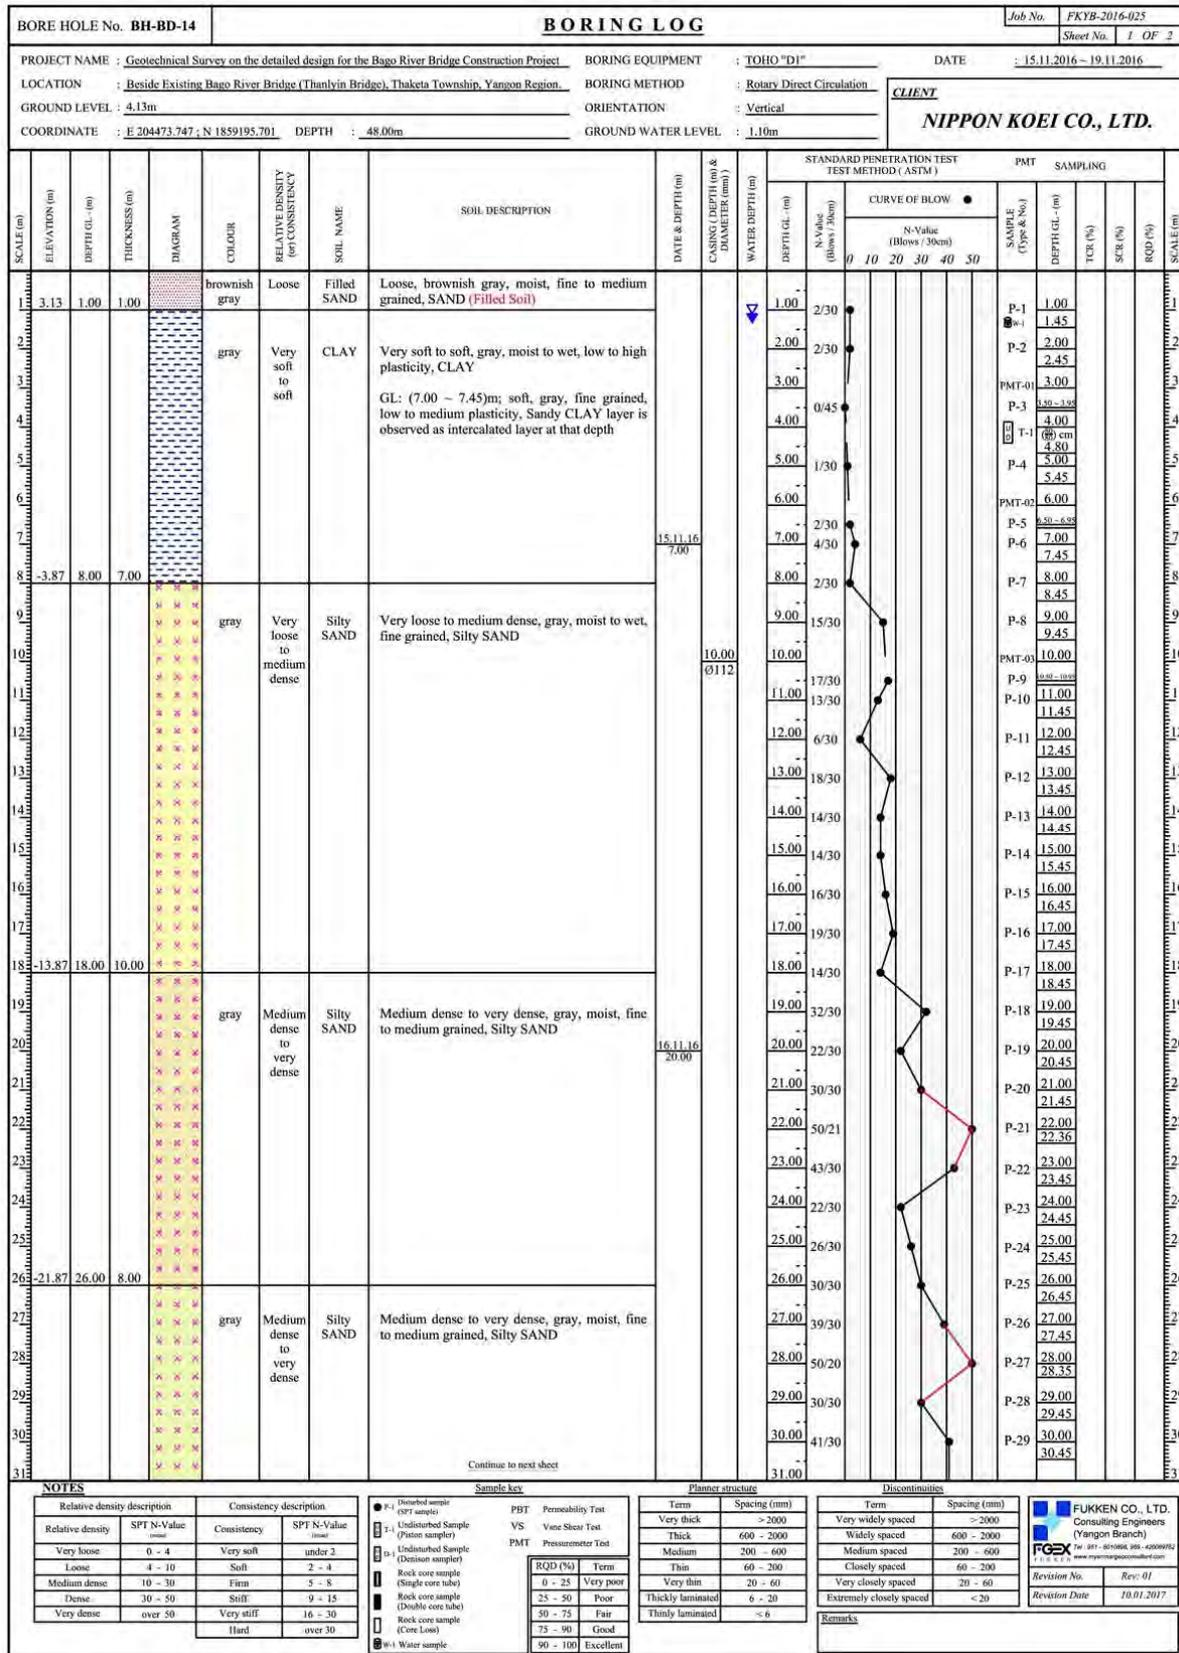 BORE HOLE No. BH-BD-14
BORING LOG
Job No. FKYB-2016-025
Sheet No. 1 OF 2
PROJECT NAME : Geotechnical Survey on the detailed design for the Bago River Bridge Construction Project
BORING EQUIPMENT : TOHO "D1"
DATE : 15.11.2016 ~ 19.11.2016
LOCATION : Beside Existing Bago River Bridge (Thanlyin Bridge), Thaketa Township, Yangon Region.
BORING METHOD : Rotary Direct Circulation
GROUND LEVEL : 4.13m
ORIENTATION : Vertical
COORDINATE : E 204473.747 ; N 1859195.701 DEPTH : 48.00m
GROUND WATER LEVEL : 1.10m
CLIENT
NIPPON KOEI CO., LTD.
SCALE (m)
ELEVATION (m)
DEPTH GL - (m)
THICKNESS (m)
DIAGRAM
COLOUR
RELATIVE DENSITY (or) CONSISTENCY
SOIL NAME
SOIL DESCRIPTION
DATE & DEPTH (m)
CASING ( DEPTH (m) & DIAMETER (mm) )
WATER DEPTH (m)
STANDARD PENETRATION TEST
TEST METHOD ( ASTM )
DEPTH GL - (m)
N-Value (Blows / 30cm)
CURVE OF BLOW
N-Value
(Blows / 30cm)
0 10 20 30 40 50
PMT SAMPLING
SAMPLE (Type & No.)
DEPTH GL - (m)
TCR (%)
SCR (%)
RQD (%)
SCALE (m)
3.13 1.00 1.00
brownish gray
Loose
Filled SAND
Loose, brownish gray, moist, fine to medium
grained, SAND (Filled Soil)
-3.87 8.00 7.00
gray
Very soft to soft
CLAY
Very soft to soft, gray, moist to wet, low to high
plasticity, CLAY
GL: (7.00 ~ 7.45)m; soft, gray, fine grained,
low to medium plasticity, Sandy CLAY layer is
observed as intercalated layer at that depth
-13.87 18.00 10.00
gray
Very loose to medium dense
Silty SAND
Very loose to medium dense, gray, moist to wet,
fine grained, Silty SAND
-21.87 26.00 8.00
gray
Medium dense to very dense
Silty SAND
Medium dense to very dense, gray, moist, fine
to medium grained, Silty SAND
gray
Medium dense to very dense
Silty SAND
Medium dense to very dense, gray, moist, fine
to medium grained, Silty SAND
Continue to next sheet
15.11.16
7.00
16.11.16
20.00
10.00
Ø112
1.00 2/30 P-1 1.00
W-1 1.45
2.00 2/30 P-2 2.00
2.45
3.00 PMT-01 3.00
0/45 P-3 3.50 ~ 3.95
4.00 T-1 4.00
cm
4.80
5.00 1/30 P-4 5.00
5.45
6.00 PMT-02 6.00
2/30 P-5 6.50 ~ 6.95
7.00 4/30 P-6 7.00
7.45
8.00 2/30 P-7 8.00
8.45
9.00 15/30 P-8 9.00
9.45
10.00 PMT-03 10.00
17/30 P-9 10.50 ~ 10.95
11.00 13/30 P-10 11.00
11.45
12.00 6/30 P-11 12.00
12.45
13.00 18/30 P-12 13.00
13.45
14.00 14/30 P-13 14.00
14.45
15.00 14/30 P-14 15.00
15.45
16.00 16/30 P-15 16.00
16.45
17.00 19/30 P-16 17.00
17.45
18.00 14/30 P-17 18.00
18.45
19.00 32/30 P-18 19.00
19.45
20.00 22/30 P-19 20.00
20.45
21.00 30/30 P-20 21.00
21.45
22.00 50/21 P-21 22.00
22.36
23.00 43/30 P-22 23.00
23.45
24.00 22/30 P-23 24.00
24.45
25.00 26/30 P-24 25.00
25.45
26.00 30/30 P-25 26.00
26.45
27.00 39/30 P-26 27.00
27.45
28.00 50/20 P-27 28.00
28.35
29.00 30/30 P-28 29.00
29.45
30.00 41/30 P-29 30.00
30.45
31.00
1
2
3
4
5
6
7
8
9
10
11
12
13
14
15
16
17
18
19
20
21
22
23
24
25
26
27
28
29
30
31
NOTES
Relative density description Consistency description
Relative density SPT N-Value Consistency SPT N-Value
Very loose 0 - 4 Very soft under 2
Loose 4 - 10 Soft 2 - 4
Medium dense 10 - 30 Firm 5 - 8
Dense 30 - 50 Stiff 9 - 15
Very dense over 50 Very stiff 16 - 30
Hard over 30
Sample key
P-1 Disturbed sample (SPT sample)
T-1 Undisturbed Sample (Piston sampler)
D-1 Undisturbed Sample (Denison sampler)
Rock core sample (Single core tube)
Rock core sample (Double core tube)
Rock core sample (Core Loss)
W-1 Water sample
PBT Permeability Test
VS Vane Shear Test
PMT Pressuremeter Test
RQD (%) Term
0 - 25 Very poor
25 - 50 Poor
50 - 75 Fair
75 - 90 Good
90 - 100 Excellent
Planner structure
Term Spacing (mm)
Very thick > 2000
Thick 600 - 2000
Medium 200 - 600
Thin 60 - 200
Very thin 20 - 60
Thickly laminated 6 - 20
Thinly laminated < 6
Discontinuities
Term Spacing (mm)
Very widely spaced > 2000
Widely spaced 600 - 2000
Medium spaced 200 - 600
Closely spaced 60 - 200
Very closely spaced 20 - 60
Extremely closely spaced < 20
Remarks
FUKKEN CO., LTD.
Consulting Engineers
(Yangon Branch)
FGEX
FUKKEN
Revision No. Rev: 01
Revision Date 10.01.2017